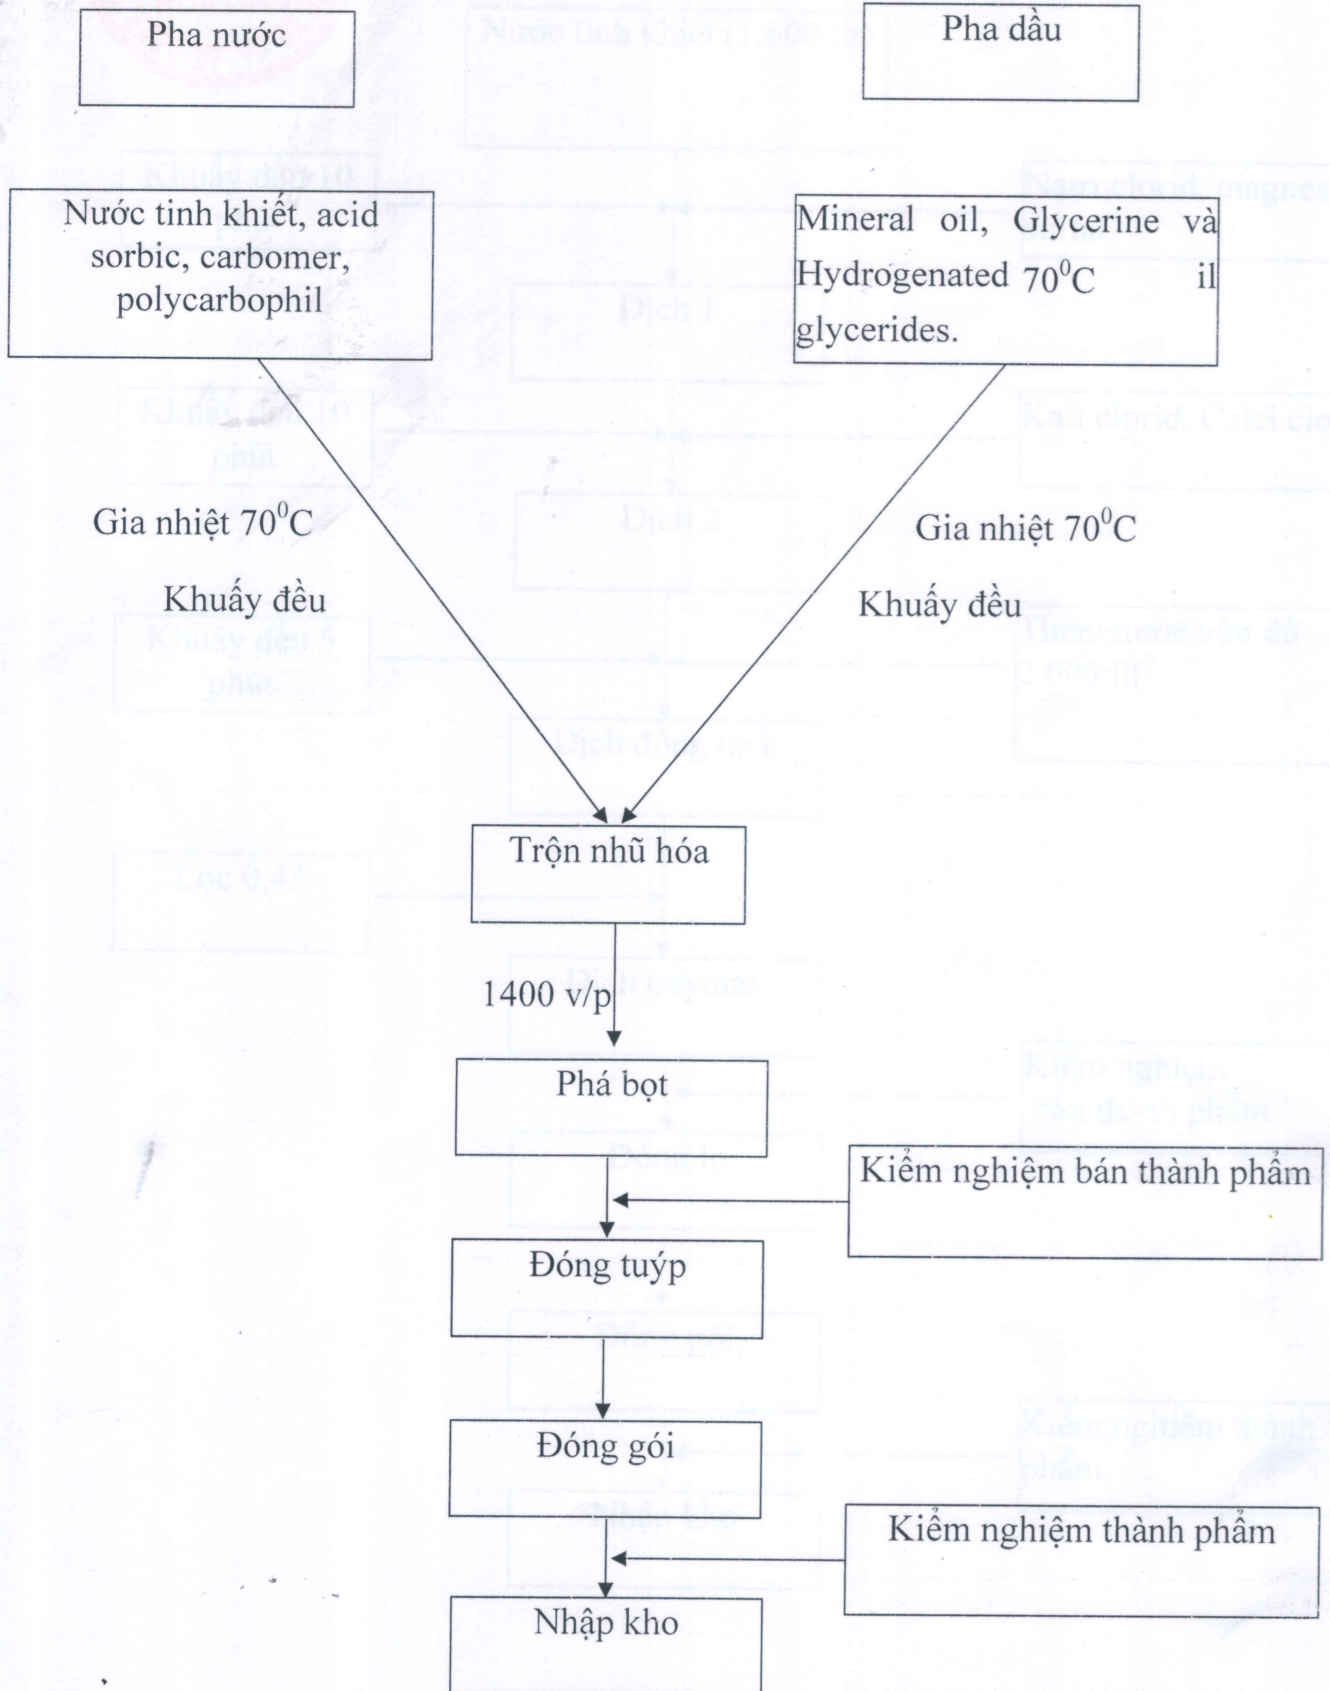 Pha nước
Pha dầu
Nước tinh khiết, acid
sorbic, carbomer,
polycarbophil
Mineral oil, Glycerine và
Hydrogenated 70⁰C il
glycerides.
Gia nhiệt 70⁰C
Khuấy đều
Gia nhiệt 70⁰C
Khuấy đều
Trộn nhũ hóa
1400 v/p
Phá bọt
Kiểm nghiệm bán thành phẩm
Đóng tuýp
Đóng gói
Kiểm nghiệm thành phẩm
Nhập kho